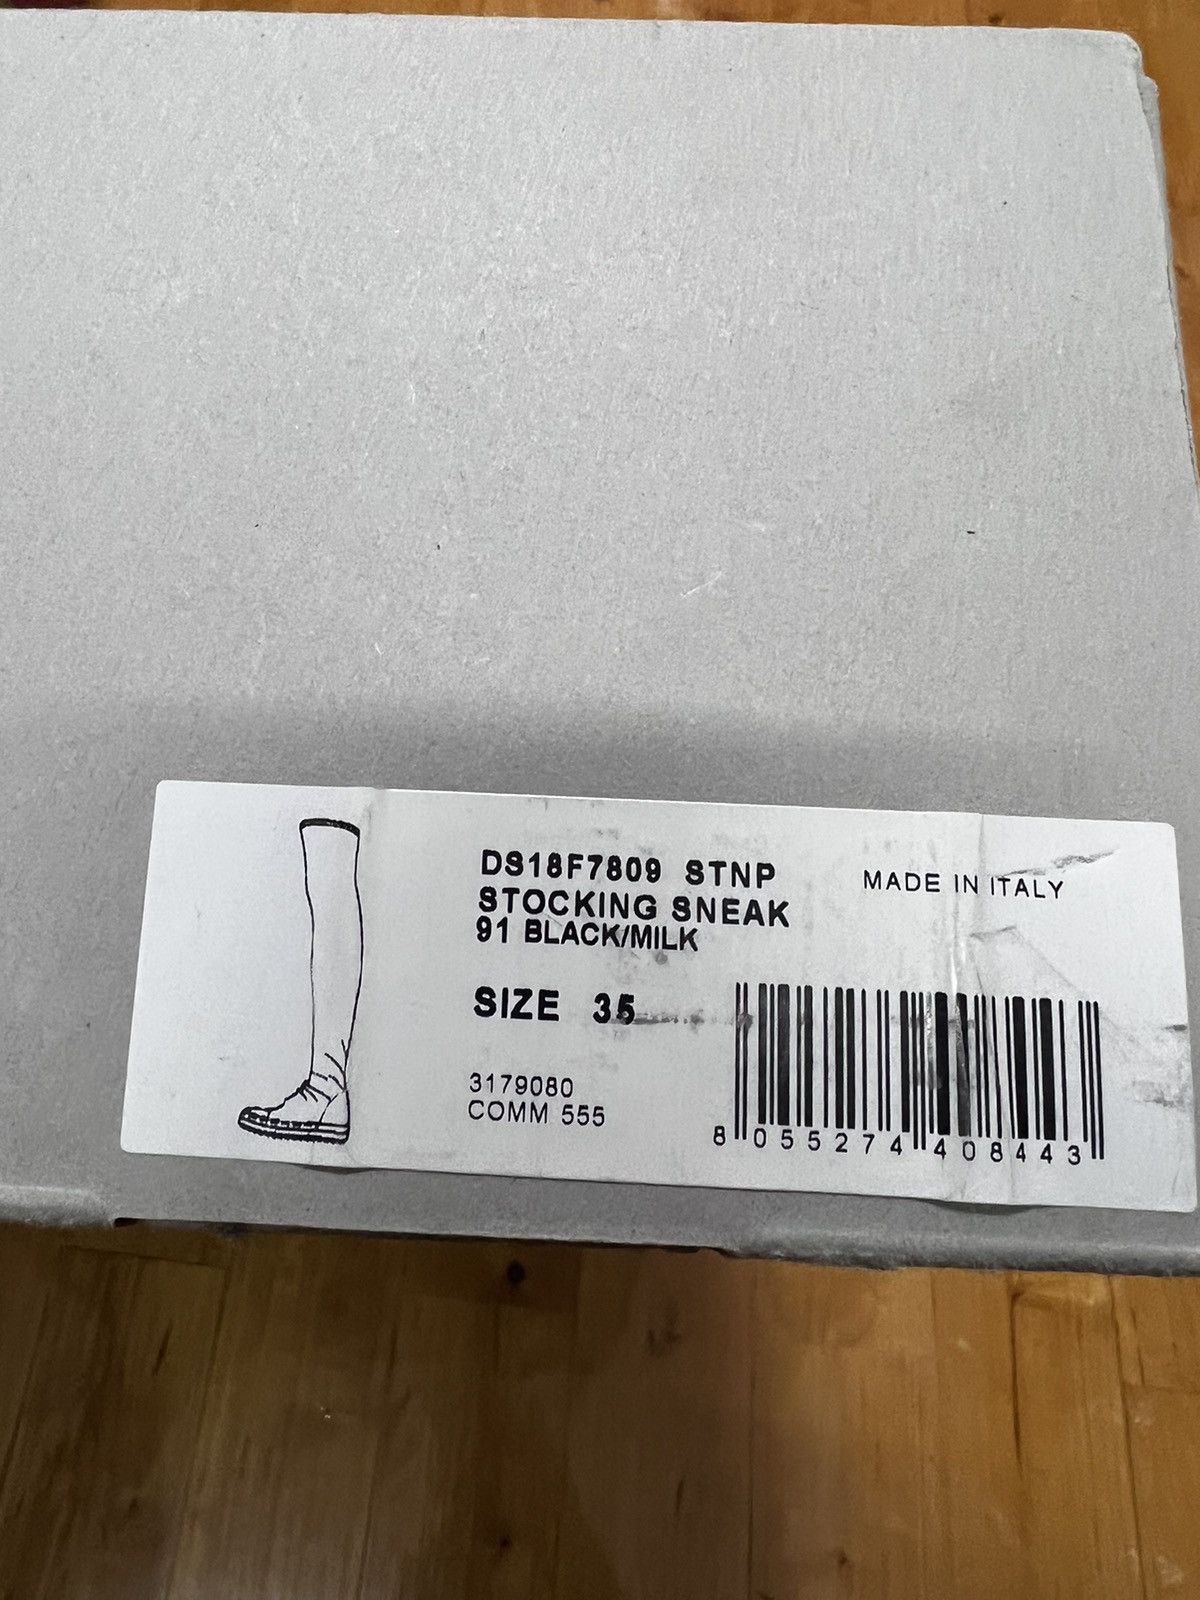 DS18F7809 STNP
STOCKING SNEAK
91 BLACK/MILK
MADE IN ITALY
SIZE 35
3179080
COMM 555
8 055274 408443